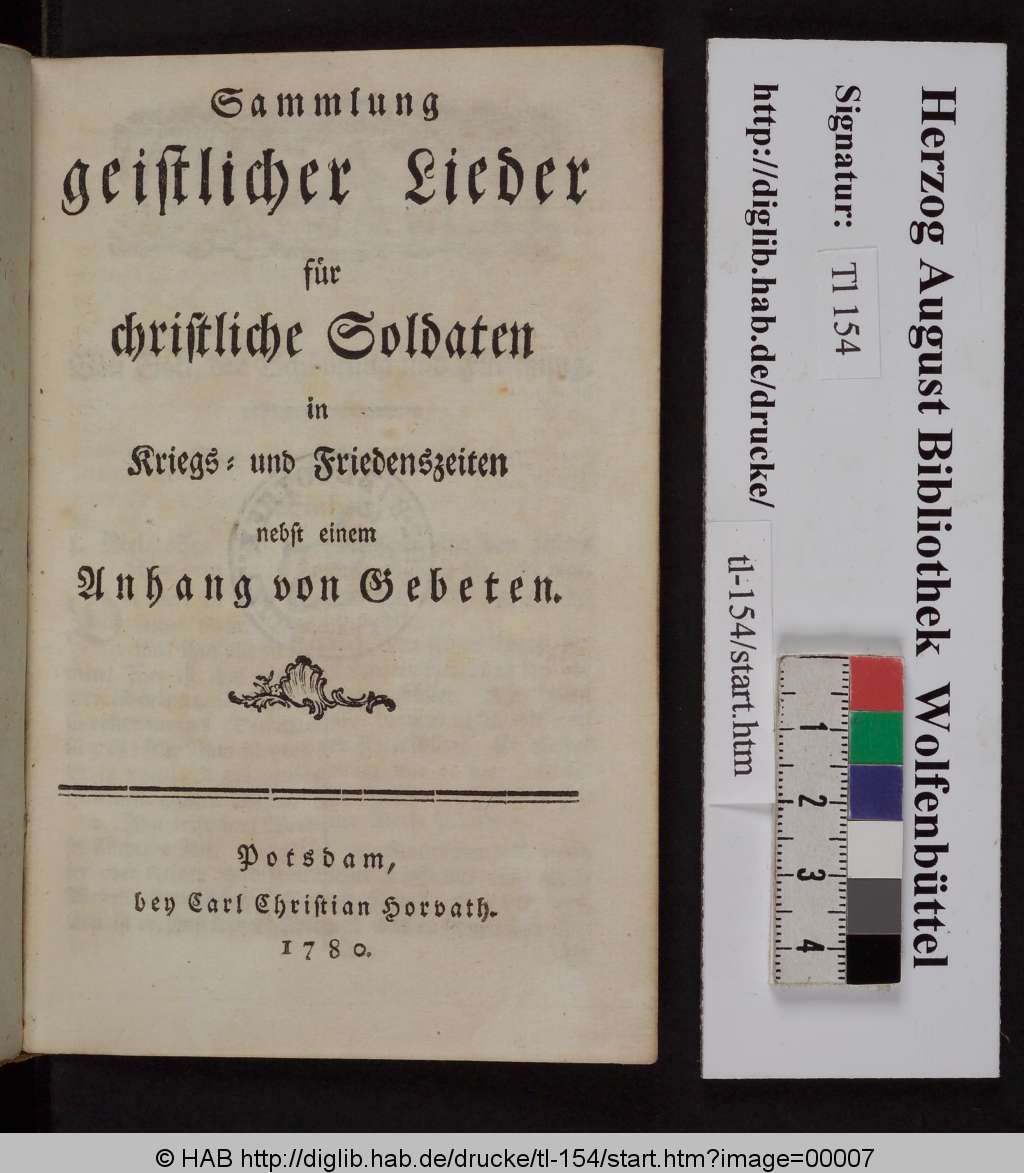 Sammlung
geiſtlicher Lieder
für
chriſtliche Soldaten
in
Kriegs- und Friedenszeiten
nebſt einem
Anhang von Gebeten.
Potsdam,
bey Carl Chriſtian Horvath.
1780.
Herzog August Bibliothek Wolfenbüttel
Signatur: Tl 154
http://diglib.hab.de/drucke/ tl-154/start.htm
1
2
3
4
© HAB http://diglib.hab.de/drucke/tl-154/start.htm?image=00007